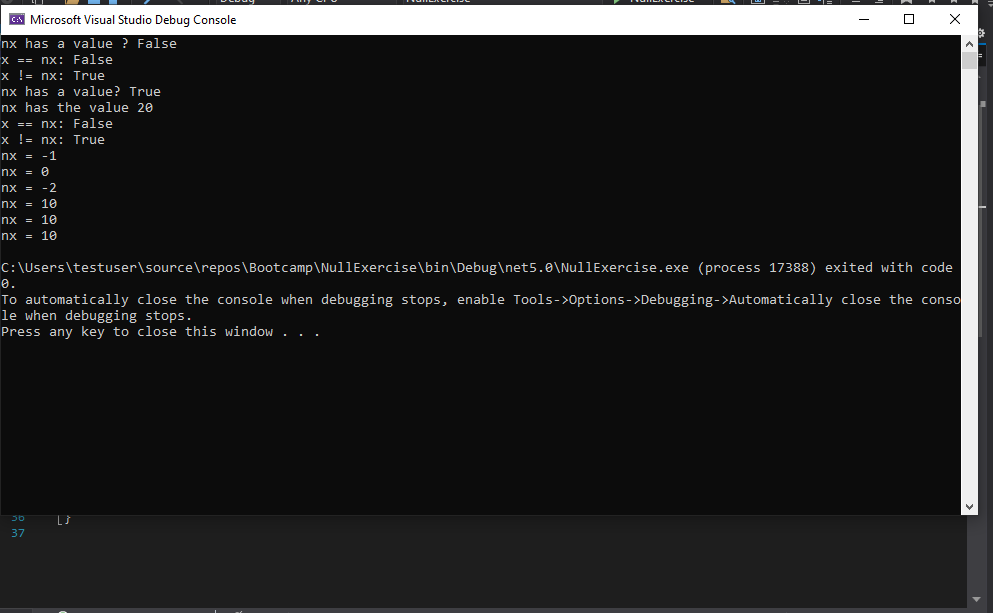 Microsoft Visual Studio Debug Console
nx has a value ? False
x == nx: False
x != nx: True
nx has a value? True
nx has the value 20
x == nx: False
x != nx: True
nx = -1
nx = 0
nx = -2
nx = 10
nx = 10
nx = 10
C:\Users\testuser\source\repos\Bootcamp\NullExercise\bin\Debug\net5.0\NullExercise.exe (process 17388) exited with code
0.
To automatically close the console when debugging stops, enable Tools->Options->Debugging->Automatically close the conso
le when debugging stops.
Press any key to close this window . . .
36 }
37